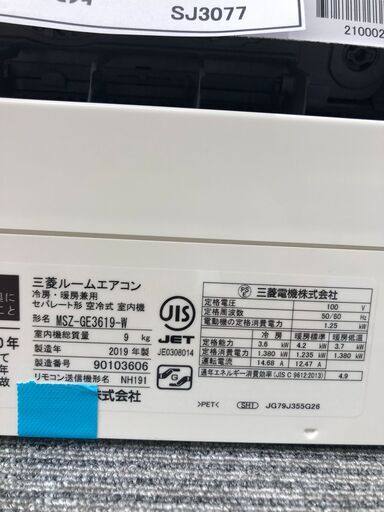 SJ3077
210002
三菱ルームエアコン
冷房・暖房兼用
セパレート形 空冷式 室内機
形名 MSZ-GE3619-W
室内機総質量 9 kg
製造年 2019 年製
製造番号 90103606
リモコン送信機形名 NH191
株式会社
JIS
JET
JE0308014
PS E 三菱電機株式会社
定格電圧 100 V
定格周波数 50/60 Hz
電動機の定格消費電力 1.25 kW
冷房 暖房標準 暖房低温
定格能力 3.6 kW 4.2 kW 3.7 kW
定格消費電力 1.380 kW 1.235 kW 1.380 kW
運転電流 14.68 A 12.47 A
通年エネルギー消費効率(JIS C 9612:2013) 4.9
>PET< SHI JG79J355G26